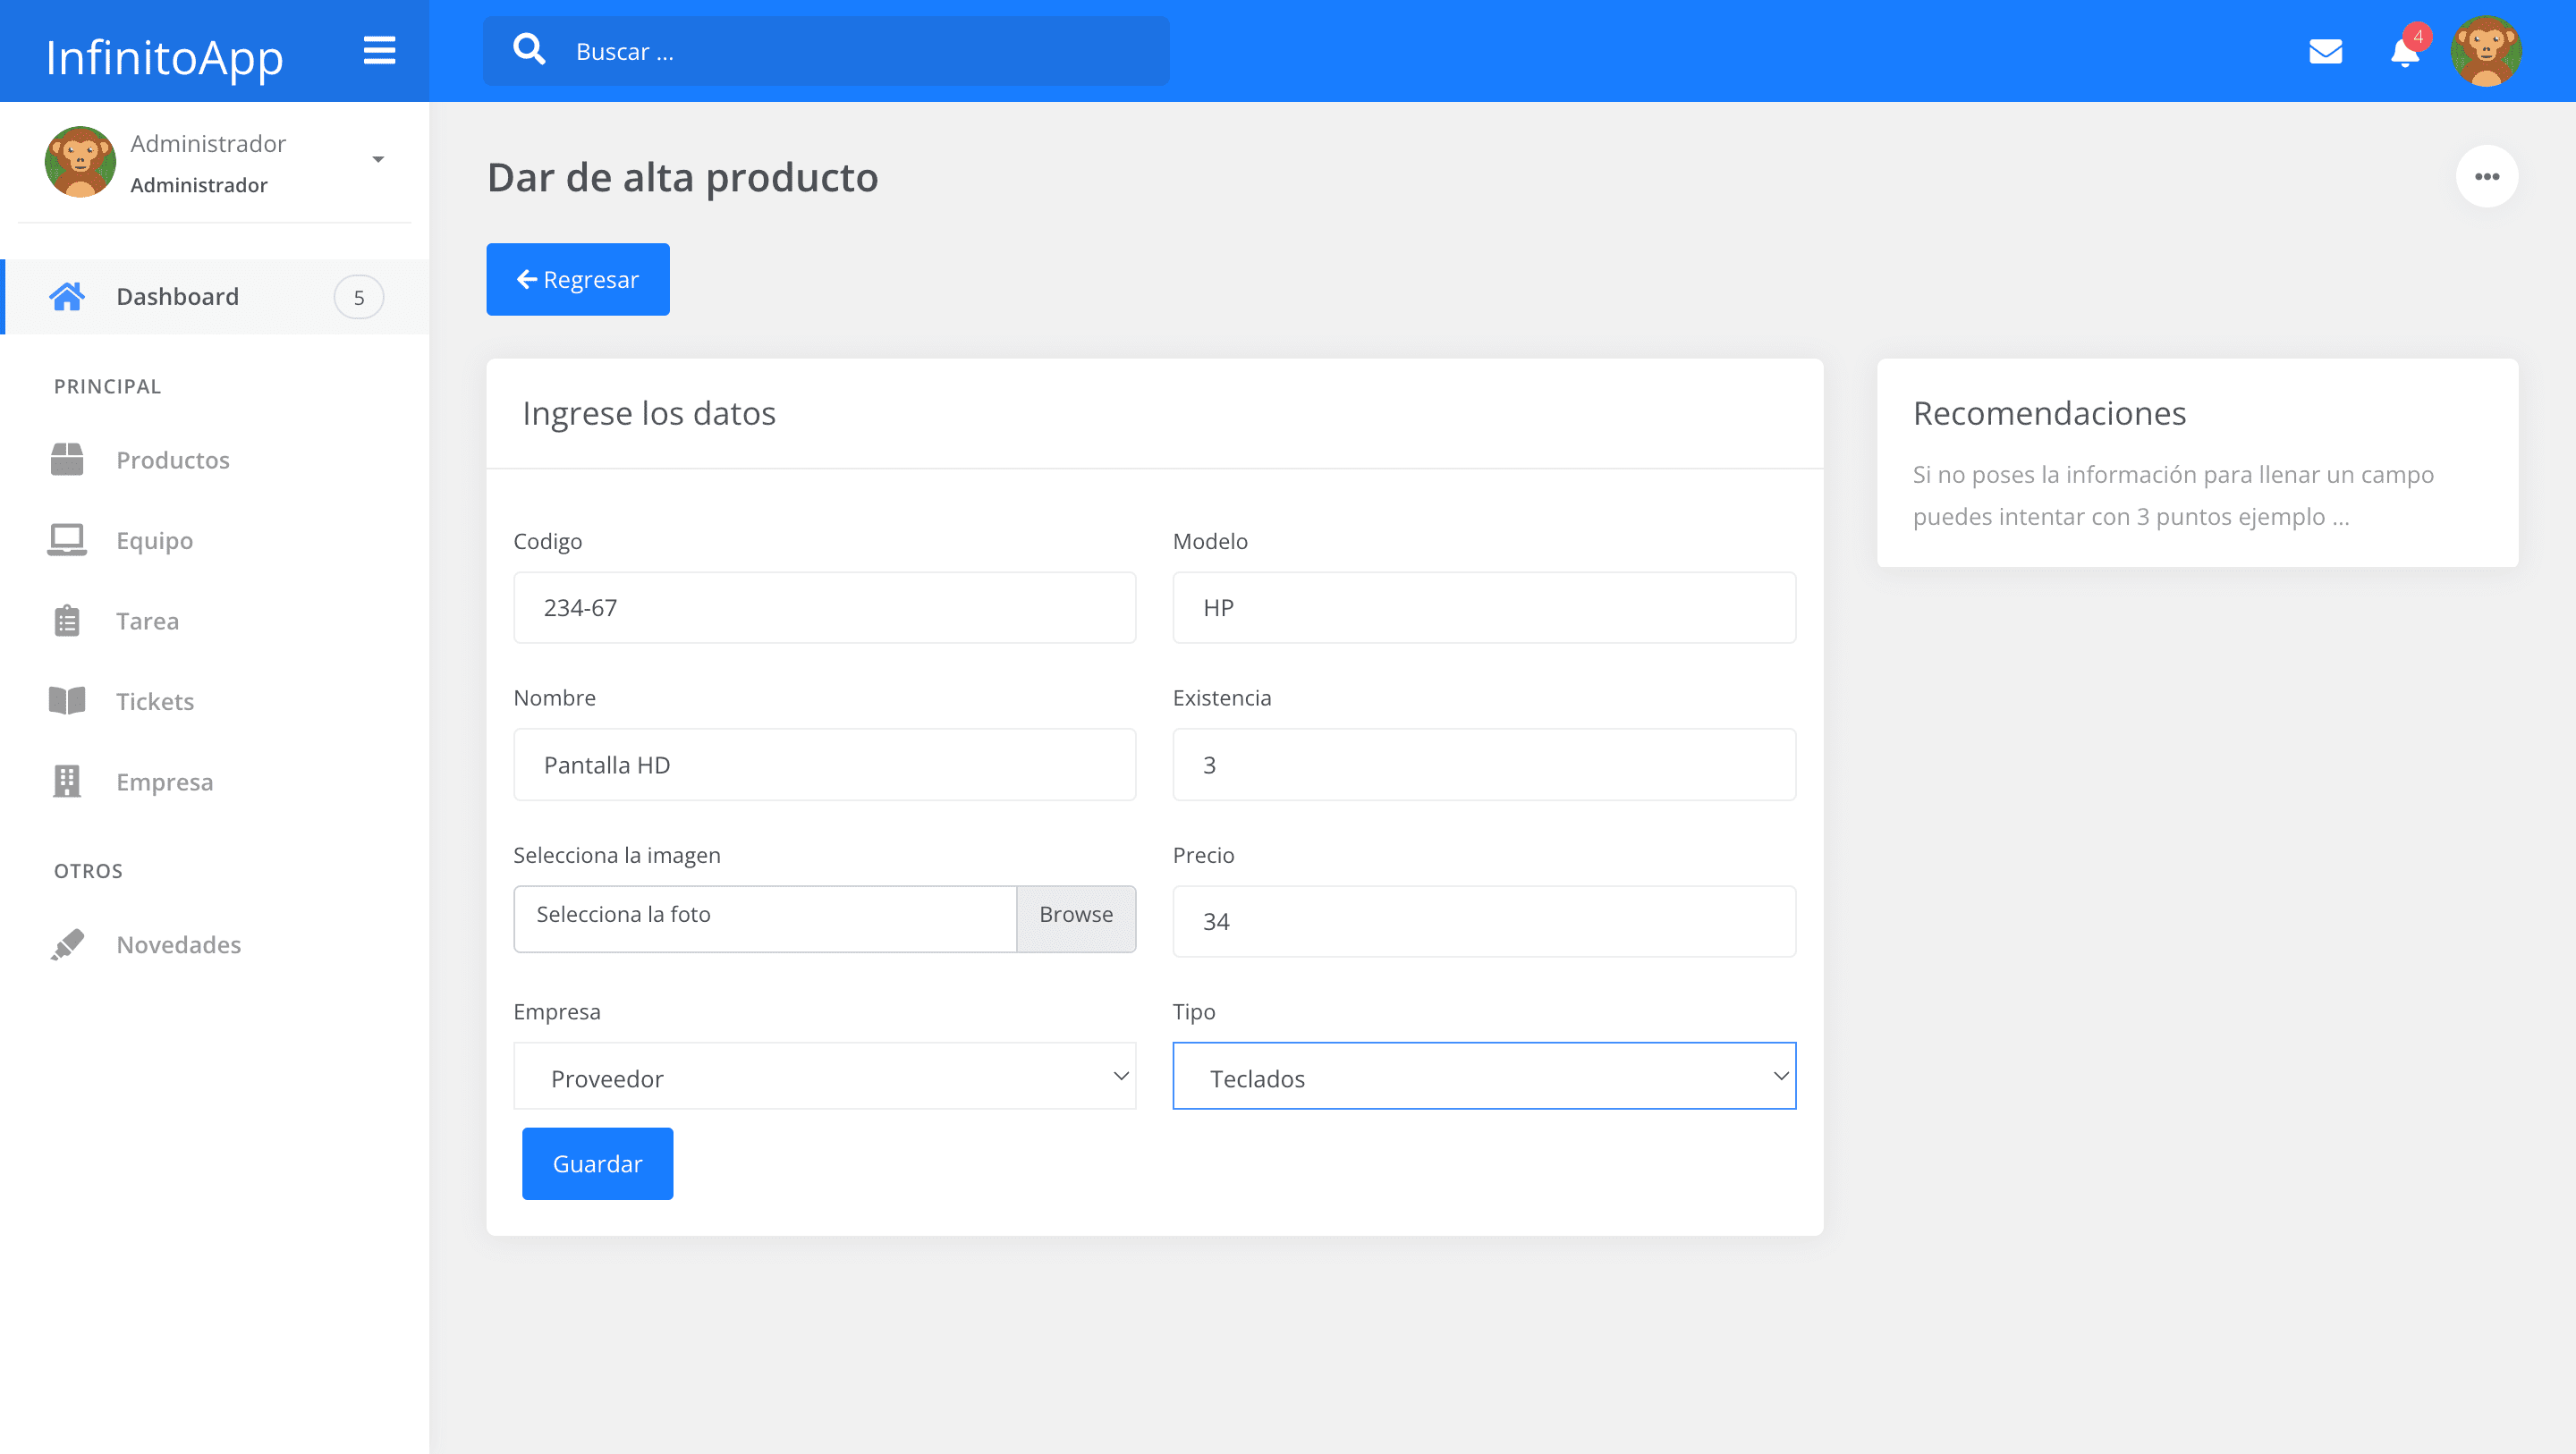 InfinitoApp
Buscar ...
4
Administrador
Administrador
Dashboard
5
PRINCIPAL
Productos
Equipo
Tarea
Tickets
Empresa
OTROS
Novedades
Dar de alta producto
Regresar
Ingrese los datos
Codigo
234-67
Modelo
HP
Nombre
Pantalla HD
Existencia
3
Selecciona la imagen
Selecciona la foto
Browse
Precio
34
Empresa
Proveedor
Tipo
Teclados
Guardar
Recomendaciones
Si no poses la información para llenar un campo
puedes intentar con 3 puntos ejemplo ...